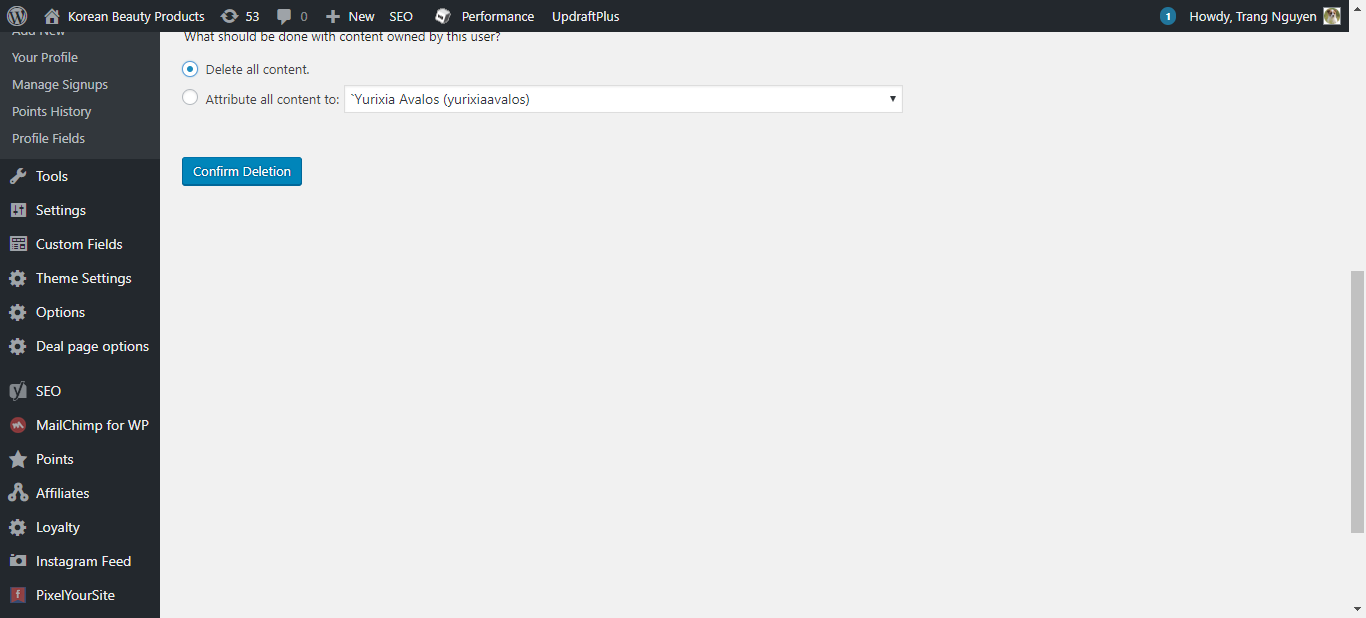 Korean Beauty Products 53 0 New SEO Performance UpdraftPlus 1 Howdy, Trang Nguyen
Add New
Your Profile
Manage Signups
Points History
Profile Fields
Tools
Settings
Custom Fields
Theme Settings
Options
Deal page options
SEO
MailChimp for WP
Points
Affiliates
Loyalty
Instagram Feed
PixelYourSite
What should be done with content owned by this user?
Delete all content.
Attribute all content to: `Yurixia Avalos (yurixiaavalos)
Confirm Deletion